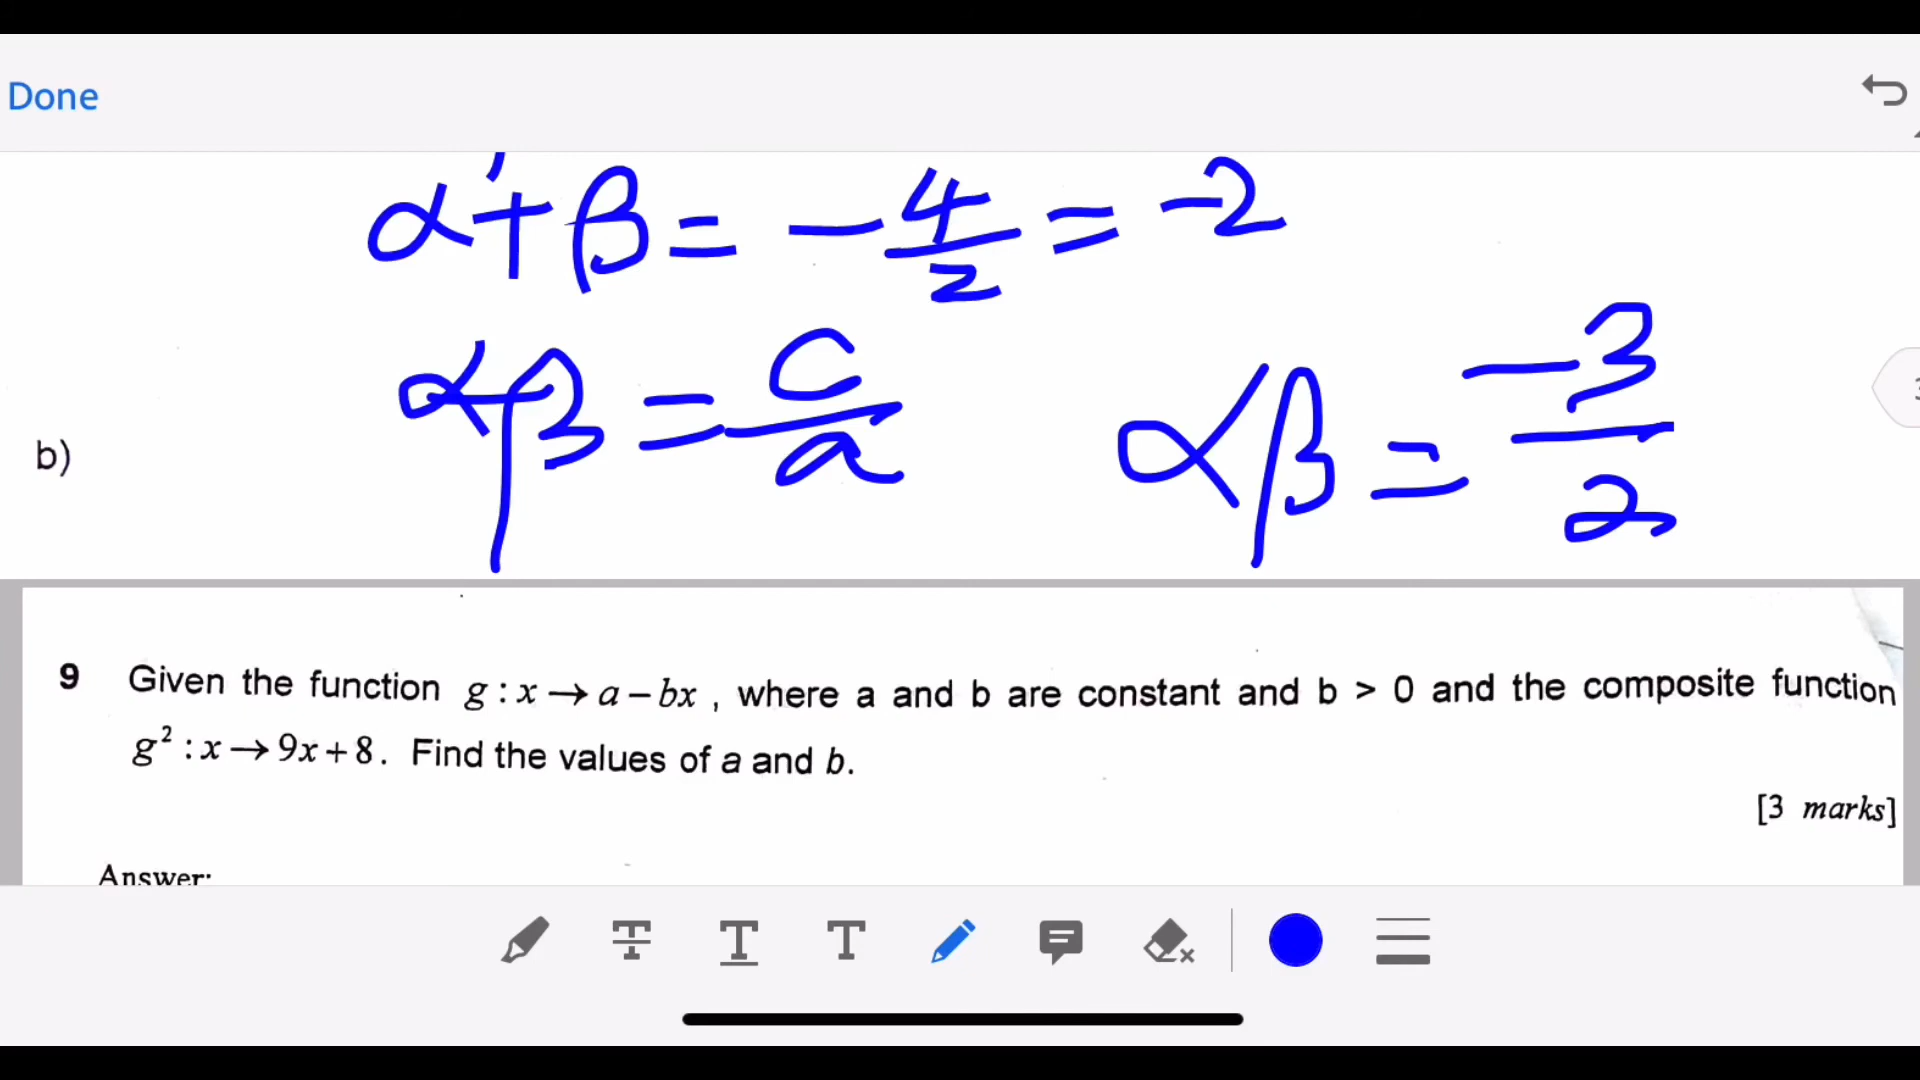 Done
α+β = -4/2 = -2
αβ = c/a αβ = -3/2
b)
9 Given the function g : x → a − bx , where a and b are constant and b > 0 and the composite function
g² : x → 9x + 8 . Find the values of a and b.
[3 marks]
Answer:
T T T